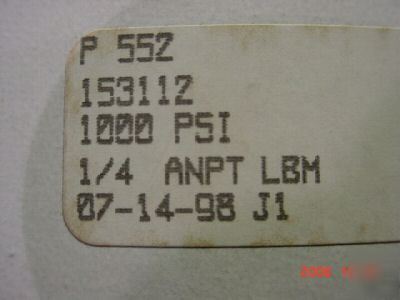 P 552
153112
1000 PSI
1/4 ANPT LBM
07-14-98 J1